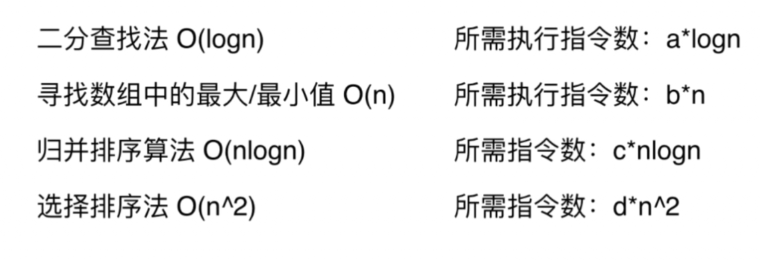 二分查找法 O(logn) 所需执行指令数：a*logn
寻找数组中的最大/最小值 O(n) 所需执行指令数：b*n
归并排序算法 O(nlogn) 所需指令数：c*nlogn
选择排序法 O(n^2) 所需指令数：d*n^2